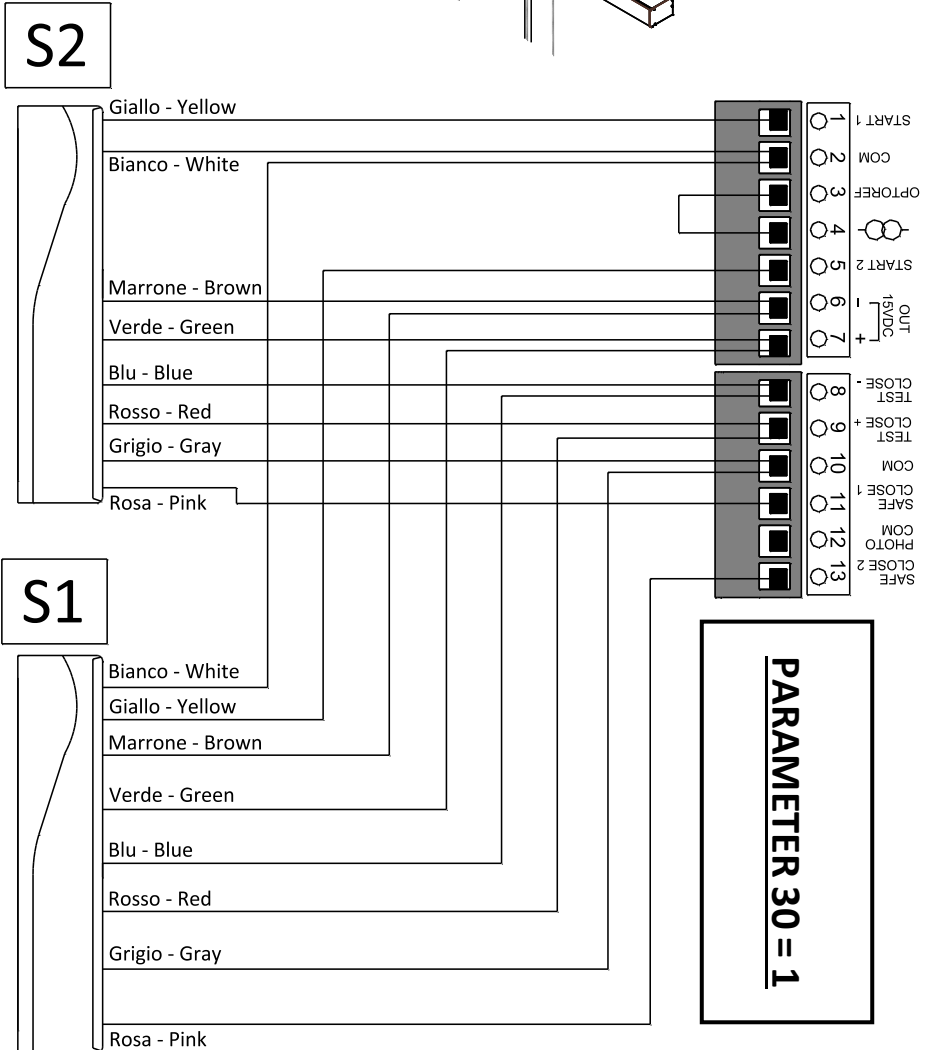 S2
Giallo - Yellow
Bianco - White
Marrone - Brown
Verde - Green
Blu - Blue
Rosso - Red
Grigio - Gray
Rosa - Pink
S1
Bianco - White
Giallo - Yellow
Marrone - Brown
Verde - Green
Blu - Blue
Rosso - Red
Grigio - Gray
Rosa - Pink
1 START 1
2 COM
3 OPTOREF
4
5 START 2
6 -
7 +
OUT
15VDC
8 TEST
CLOSE -
9 TEST
CLOSE +
10 COM
11 SAFE
CLOSE 1
12 PHOTO
COM
13 SAFE
CLOSE 2
PARAMETER 30 = 1